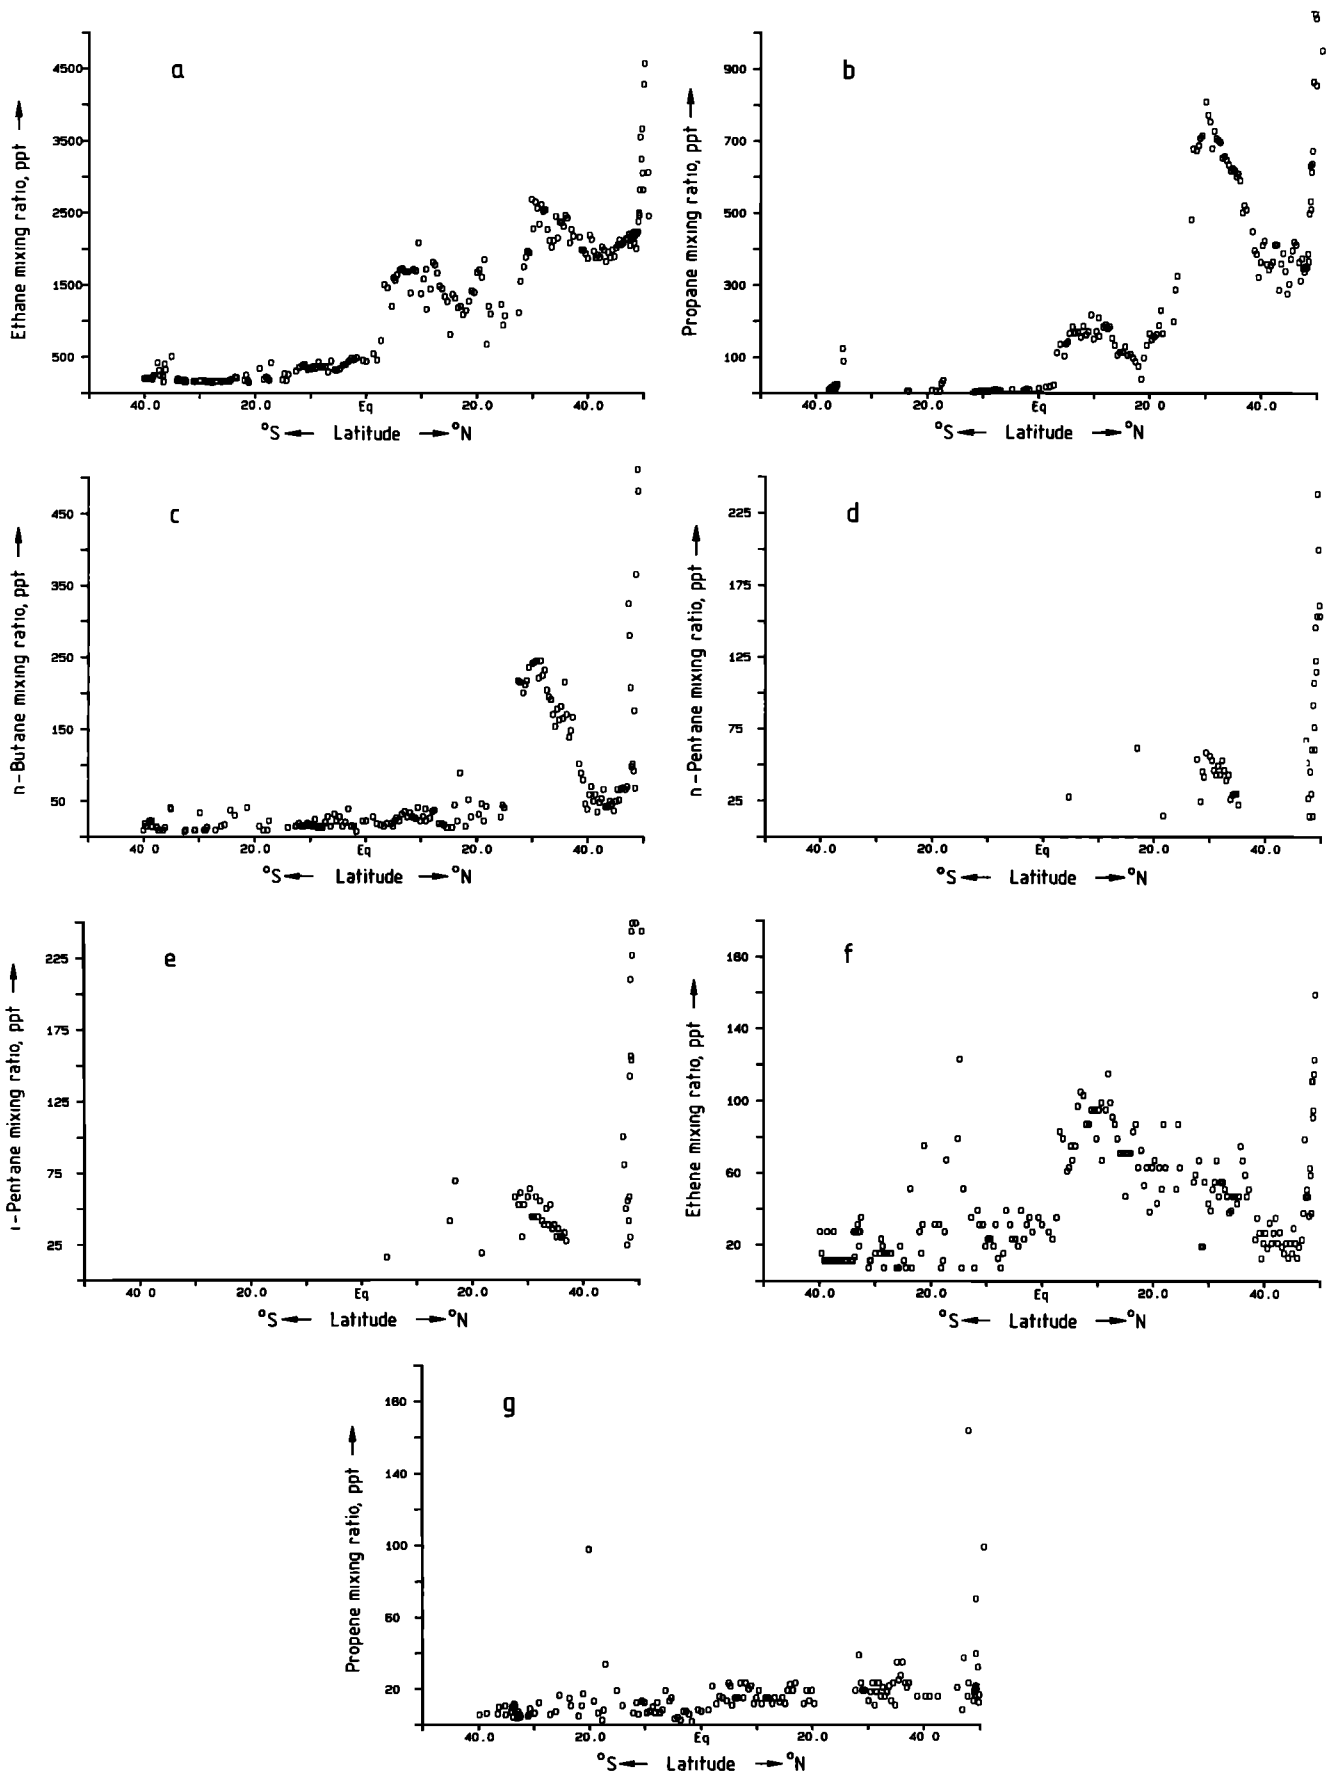 a
Ethane mixing ratio, ppt
4500
3500
2500
1500
500
40.0 20.0 Eq 20.0 40.0
°S Latitude °N
b
Propane mixing ratio, ppt
900
700
500
300
100
40.0 20.0 Eq 20.0 40.0
°S Latitude °N
c
n-Butane mixing ratio, ppt
450
350
250
150
50
40.0 20.0 Eq 20.0 40.0
°S Latitude °N
d
n-Pentane mixing ratio, ppt
225
175
125
75
25
40.0 20.0 Eq 20.0 40.0
°S Latitude °N
e
i-Pentane mixing ratio, ppt
225
175
125
75
25
40.0 20.0 Eq 20.0 40.0
°S Latitude °N
f
Ethene mixing ratio, ppt
180
140
100
60
20
40.0 20.0 Eq 20.0 40.0
°S Latitude °N
g
Propene mixing ratio, ppt
180
140
100
60
20
40.0 20.0 Eq 20.0 40.0
°S Latitude °N